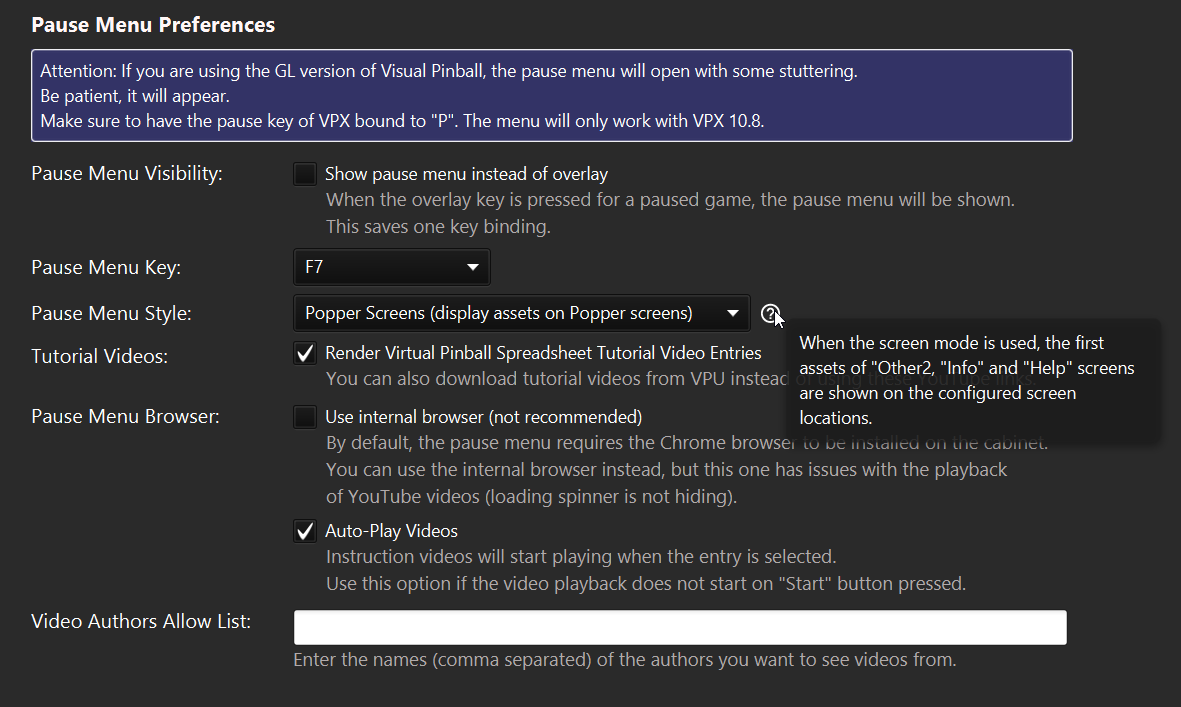 Pause Menu Preferences
Attention: If you are using the GL version of Visual Pinball, the pause menu will open with some stuttering.
Be patient, it will appear.
Make sure to have the pause key of VPX bound to "P". The menu will only work with VPX 10.8.
Pause Menu Visibility:
Show pause menu instead of overlay
When the overlay key is pressed for a paused game, the pause menu will be shown.
This saves one key binding.
Pause Menu Key:
F7
Pause Menu Style:
Popper Screens (display assets on Popper screens)
When the screen mode is used, the first
assets of "Other2, "Info" and "Help" screens
are shown on the configured screen
locations.
Tutorial Videos:
Render Virtual Pinball Spreadsheet Tutorial Video Entries
You can also download tutorial videos from VPU instead of using these YouTube links.
Pause Menu Browser:
Use internal browser (not recommended)
By default, the pause menu requires the Chrome browser to be installed on the cabinet.
You can use the internal browser instead, but this one has issues with the playback
of YouTube videos (loading spinner is not hiding).
Auto-Play Videos
Instruction videos will start playing when the entry is selected.
Use this option if the video playback does not start on "Start" button pressed.
Video Authors Allow List:
Enter the names (comma separated) of the authors you want to see videos from.